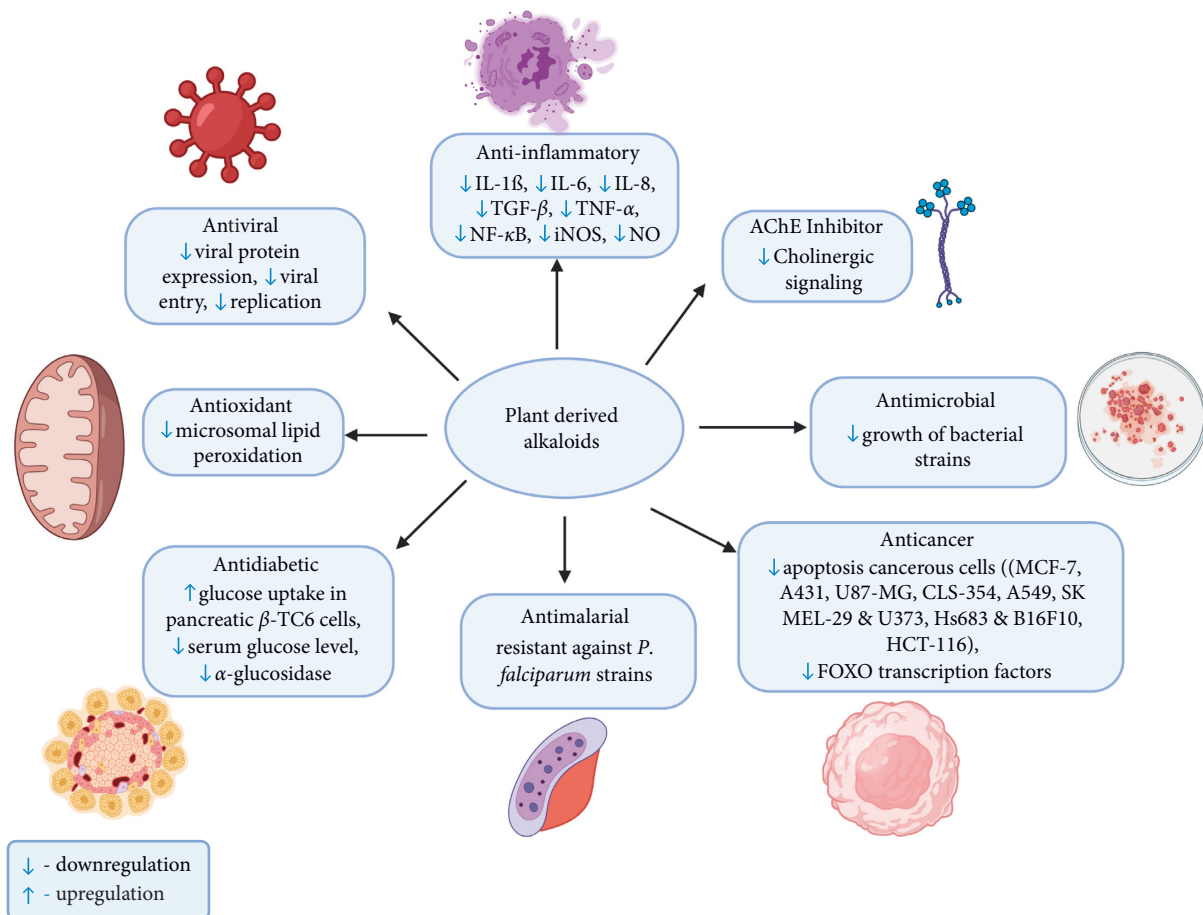 Anti-inflammatory
↓IL-1ß, ↓IL-6, ↓IL-8,
↓TGF-β, ↓TNF-α,
↓NF-κB, ↓iNOS, ↓NO
Antiviral
↓viral protein
expression, ↓viral
entry, ↓replication
AChE Inhibitor
↓Cholinergic
signaling
Antioxidant
↓microsomal lipid
peroxidation
Plant derived
alkaloids
Antimicrobial
↓growth of bacterial
strains
Antidiabetic
↑glucose uptake in
pancreatic β-TC6 cells,
↓serum glucose level,
↓α-glucosidase
Antimalarial
resistant against P.
falciparum strains
Anticancer
↓apoptosis cancerous cells ((MCF-7,
A431, U87-MG, CLS-354, A549, SK
MEL-29 & U373, Hs683 & B16F10,
HCT-116),
↓FOXO transcription factors
↓ - downregulation
↑ - upregulation